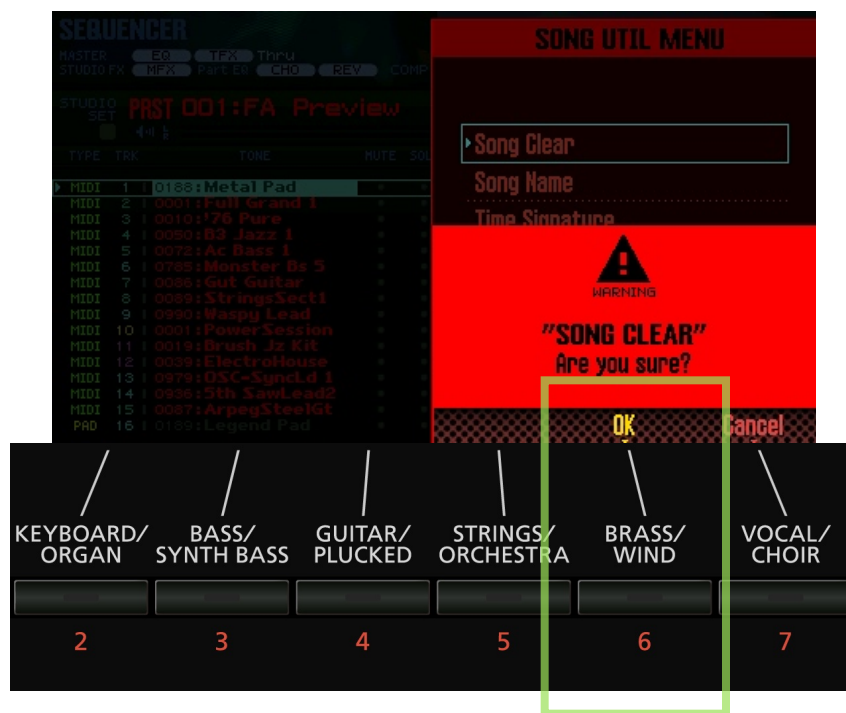 SEQUENCER
MASTER EQ TFX Thru
STUDIO FX MFX Part EQ CHO REV COMP
STUDIO SET PRST 001:FA Preview
TYPE TRK TONE MUTE SOL
MIDI 1 0188:Metal Pad
MIDI 2 0001:Full Grand 1
MIDI 3 0010:'76 Pure
MIDI 4 0050:B3 Jazz 1
MIDI 5 0072:Ac Bass 1
MIDI 6 0785:Monster Bs 5
MIDI 7 0086:Gut Guitar
MIDI 8 0089:StringsSect1
MIDI 9 0990:Waspy Lead
MIDI 10 0001:PowerSession
MIDI 11 0019:Brush Jz Kit
MIDI 12 0039:ElectroHouse
MIDI 13 0979:OSC-SyncLd 1
MIDI 14 0936:5th SawLead2
MIDI 15 0087:ArpegSteelGt
PAD 16 0189:Legend Pad
SONG UTIL MENU
Song Clear
Song Name
Time Signature
WARNING
"SONG CLEAR"
Are you sure?
OK Cancel
KEYBOARD/
ORGAN
BASS/
SYNTH BASS
GUITAR/
PLUCKED
STRINGS/
ORCHESTRA
BRASS/
WIND
VOCAL/
CHOIR
2 3 4 5 6 7